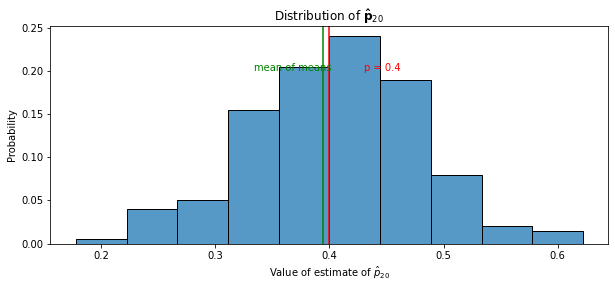 Distribution of p̂₂₀
0.25
0.20
0.15
0.10
0.05
0.00
Probability
mean of means
p = 0.4
0.2 0.3 0.4 0.5 0.6
Value of estimate of p̂₂₀